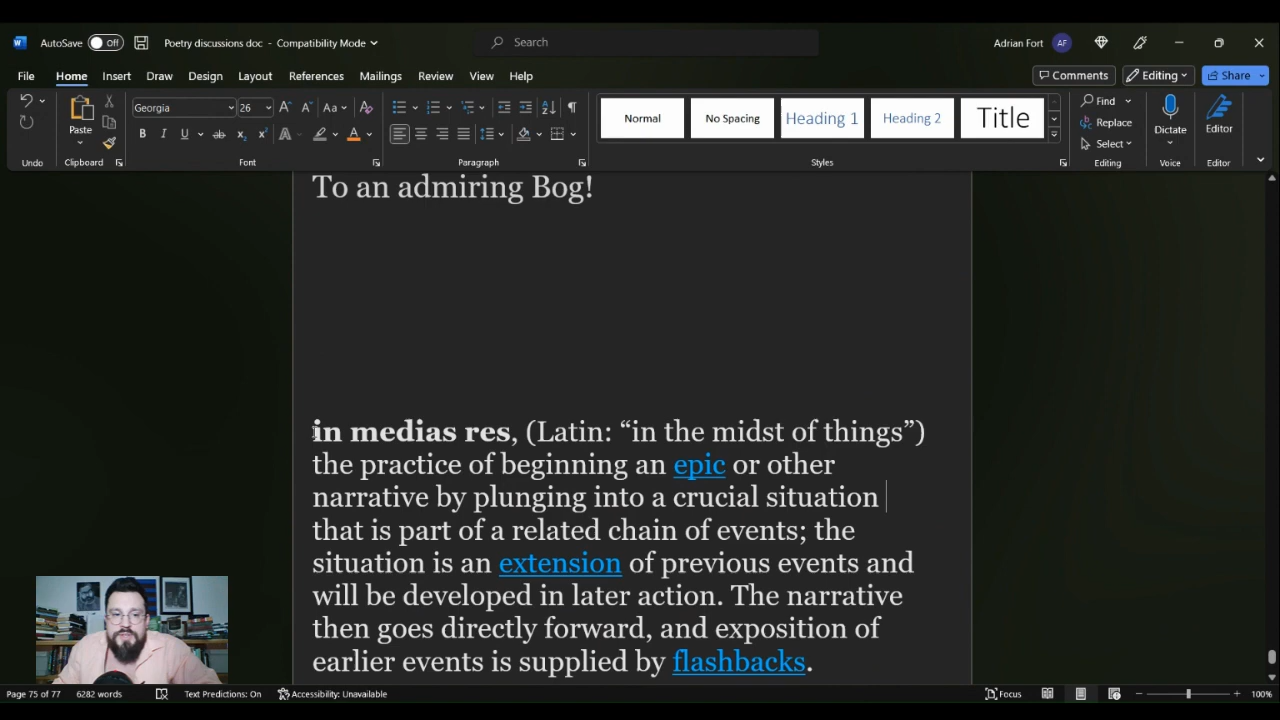 AutoSave Off Poetry discussions doc - Compatibility Mode Search Adrian Fort AF
File Home Insert Draw Design Layout References Mailings Review View Help Comments Editing Share
Georgia 26 Aa Normal No Spacing Heading 1 Heading 2 Title Find Replace Select
Paste Dictate Editor
Undo Clipboard Font Paragraph Styles Editing Voice Editor
To an admiring Bog!
in medias res, (Latin: “in the midst of things”)
the practice of beginning an epic or other
narrative by plunging into a crucial situation
that is part of a related chain of events; the
situation is an extension of previous events and
will be developed in later action. The narrative
then goes directly forward, and exposition of
earlier events is supplied by flashbacks.
Page 75 of 77 6282 words Text Predictions: On Accessibility: Unavailable Focus 100%